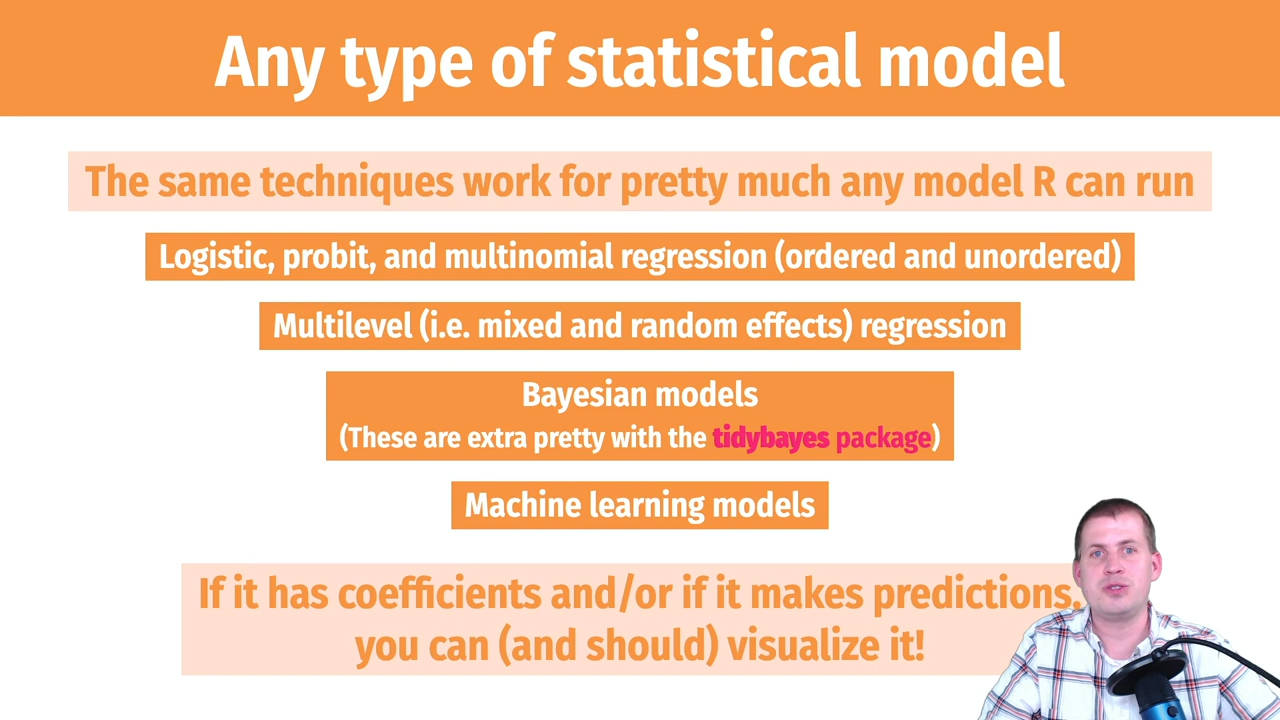 Any type of statistical model
The same techniques work for pretty much any model R can run
Logistic, probit, and multinomial regression (ordered and unordered)
Multilevel (i.e. mixed and random effects) regression
Bayesian models
(These are extra pretty with the tidybayes package)
Machine learning models
If it has coefficients and/or if it makes predictions,
you can (and should) visualize it!